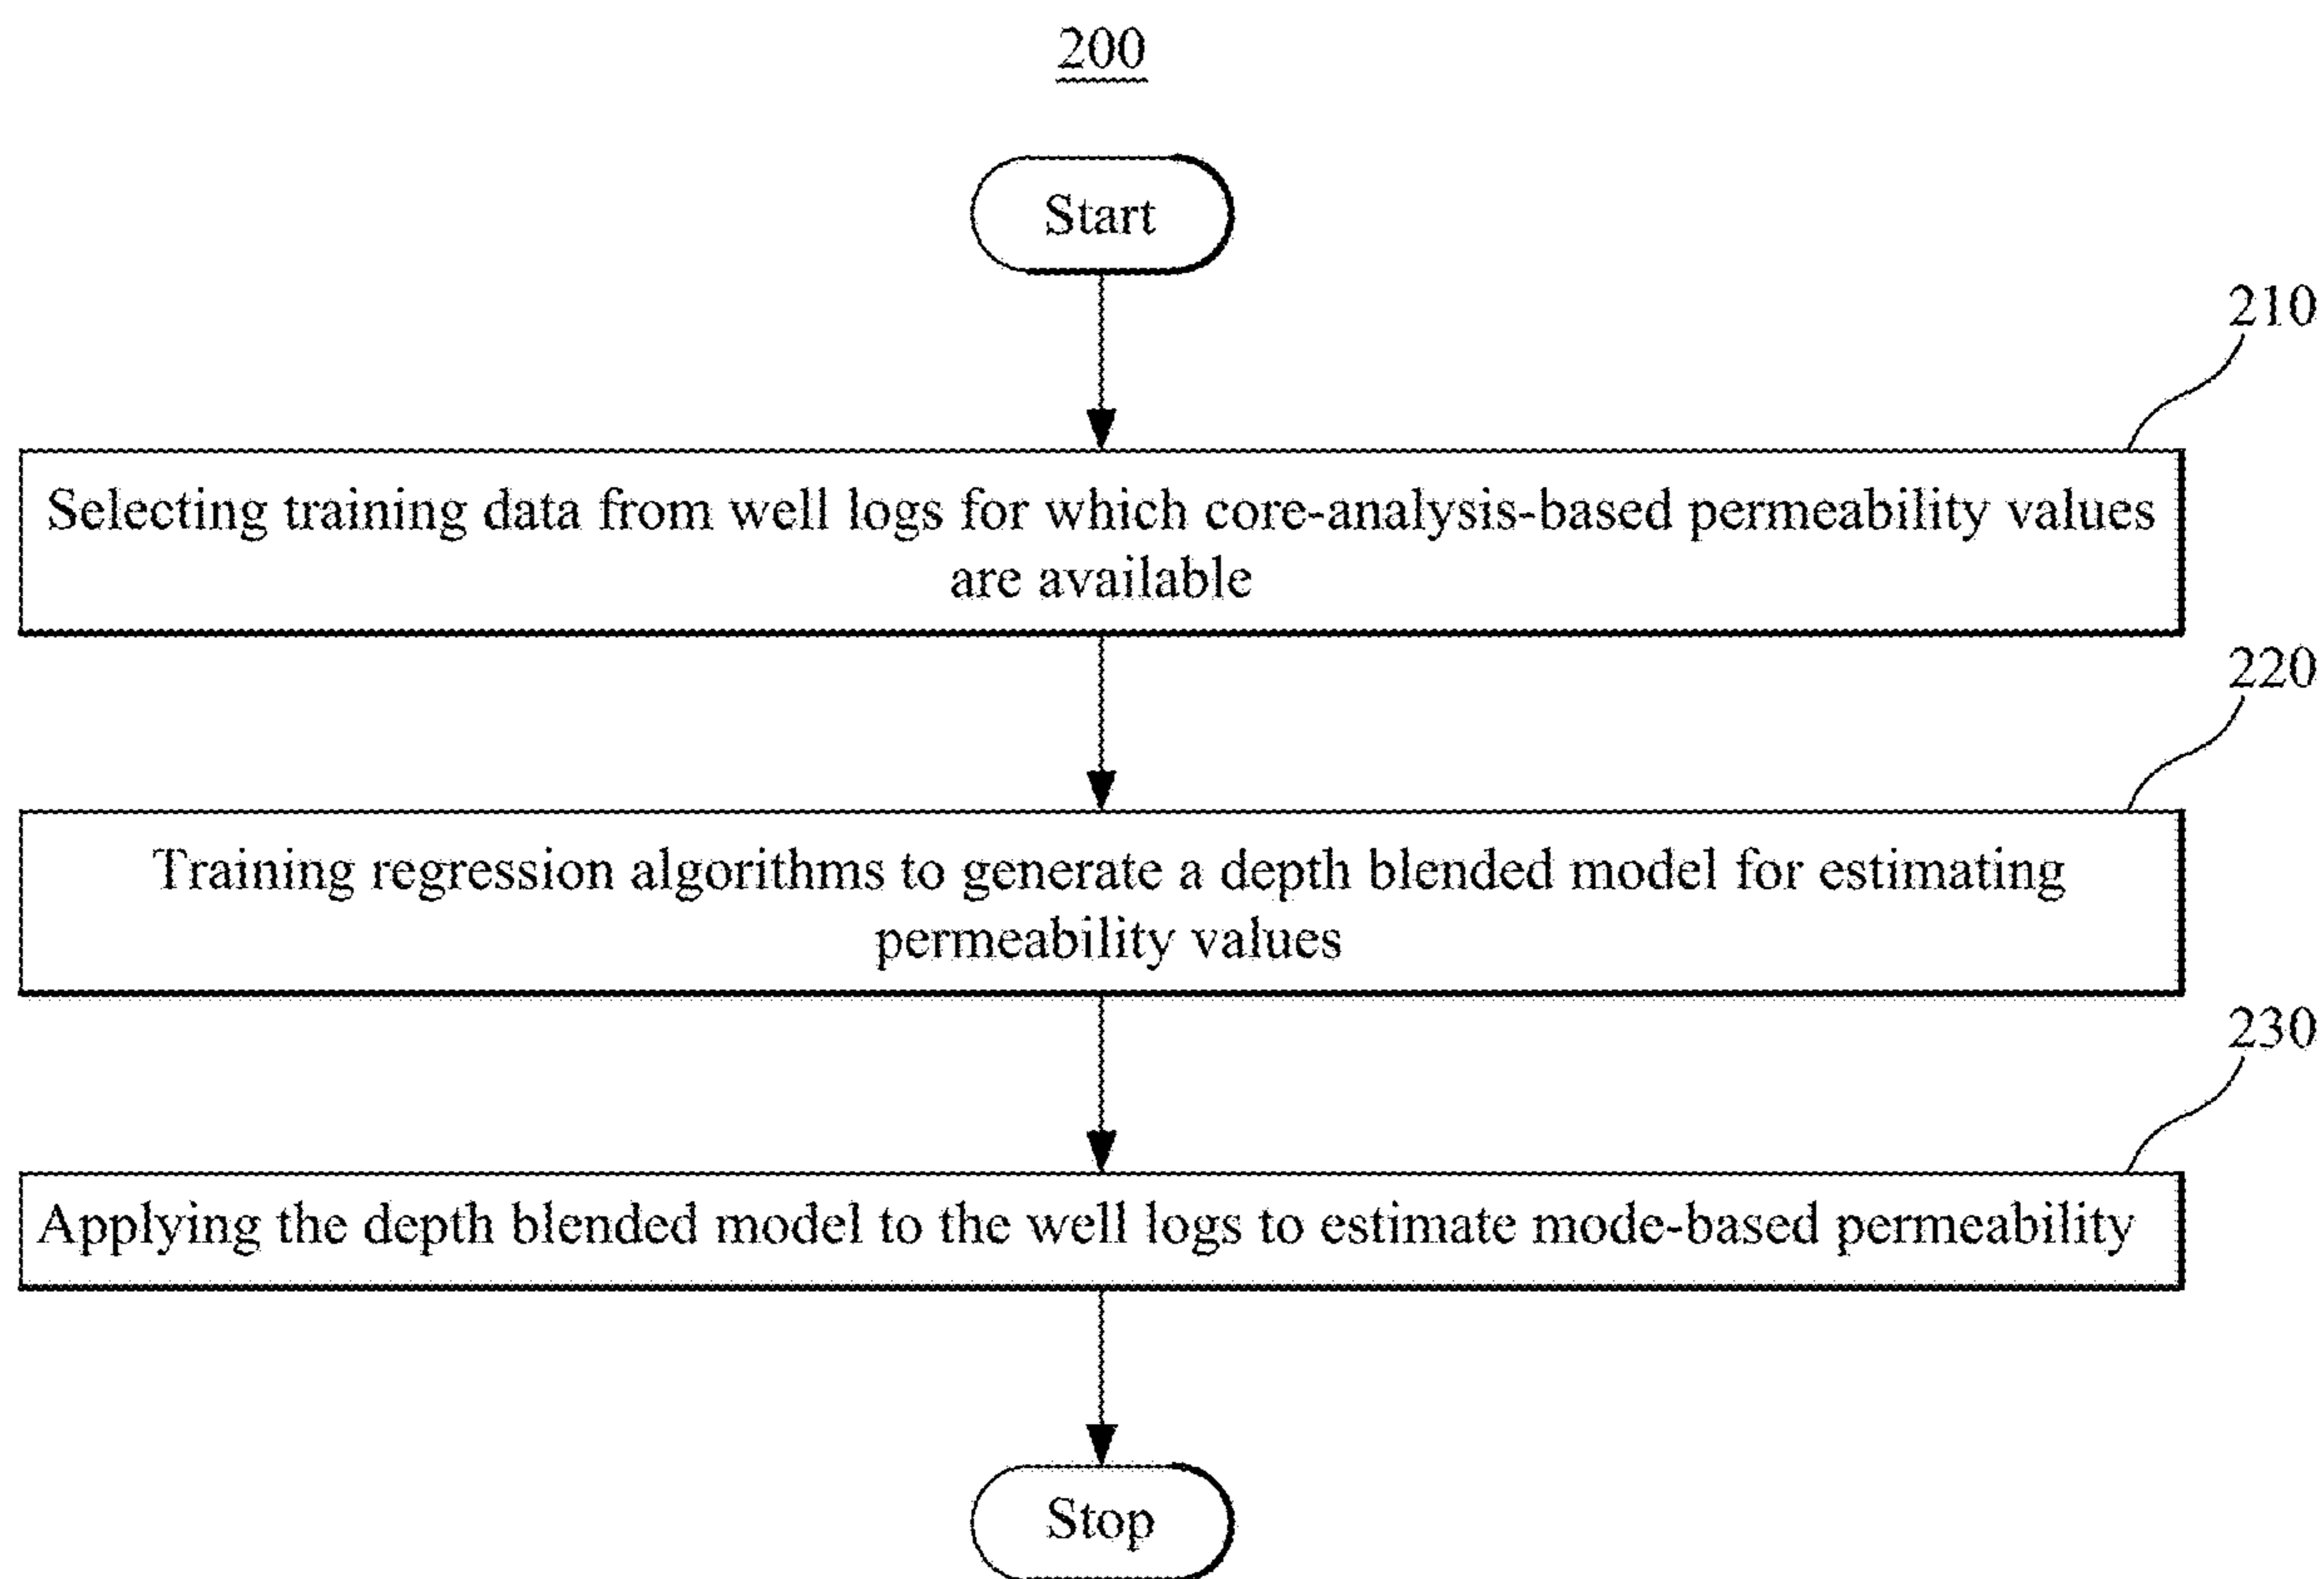 200
Start
210
Selecting training data from well logs for which core-analysis-based permeability values
are available
220
Training regression algorithms to generate a depth blended model for estimating
permeability values
230
Applying the depth blended model to the well logs to estimate mode-based permeability
Stop